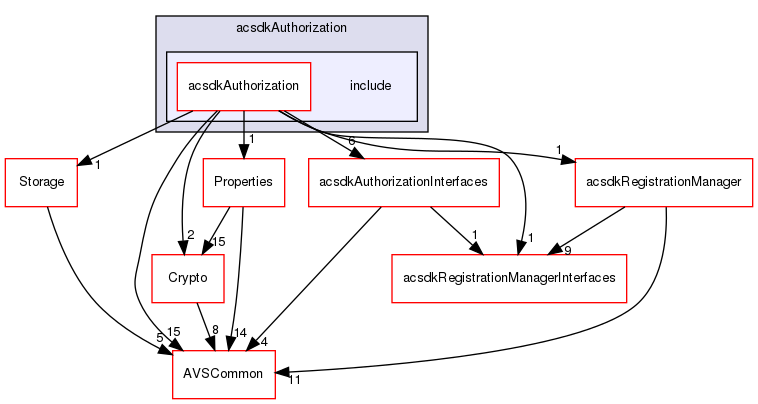 acsdkAuthorization
acsdkAuthorization
include
1
6
1
1
Storage
Properties
acsdkAuthorizationInterfaces
acsdkRegistrationManager
2
15
1
1
9
Crypto
acsdkRegistrationManagerInterfaces
5
15
8
14
4
AVSCommon
11